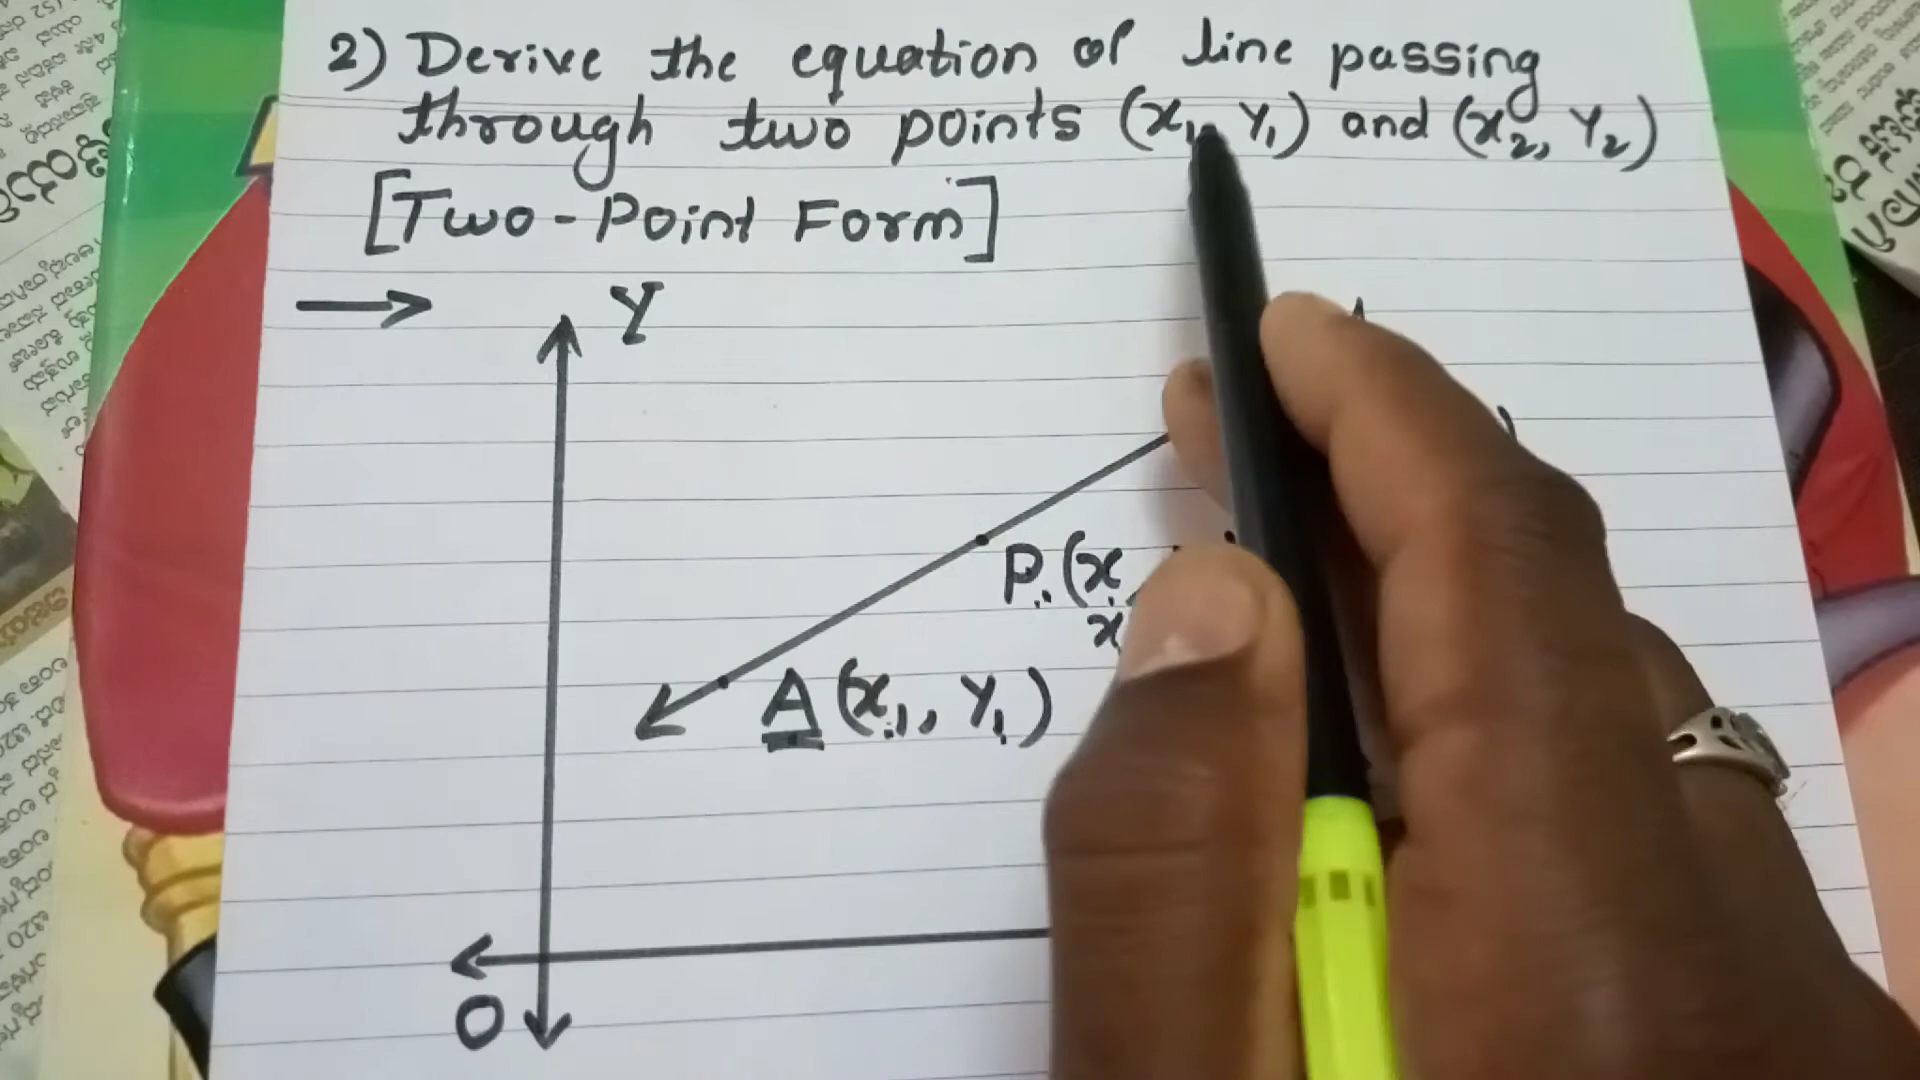 2) Derive the equation of line passing
through two points (x₁, Y₁) and (x₂, Y₂)
[Two-Point Form]
Y
P (x
x
A (x₁, Y₁)
O